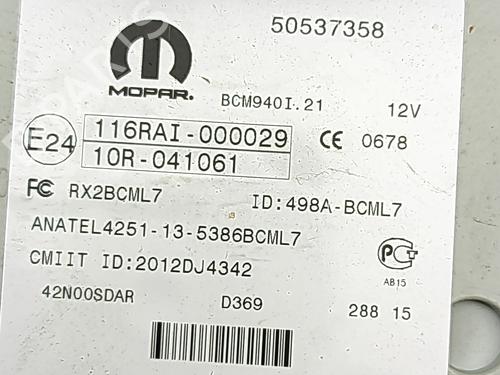 50537358
MOPAR.
BCM940I.21 12V
E24 116RAI-000029 CE 0678
10R-041061
FC RX2BCML7 ID:498A-BCML7
ANATEL4251-13-5386BCML7
CMIIT ID:2012DJ4342
AB15
42N00SDAR D369 288 15